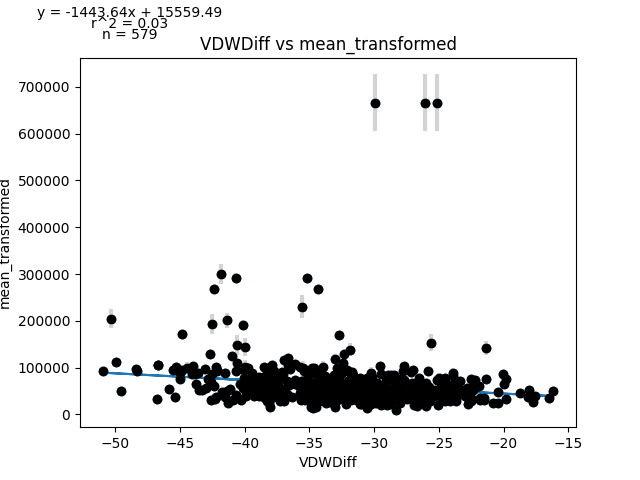 y = -1443.64x + 15559.49
r^2 = 0.03
n = 579
VDWDiff vs mean_transformed
700000
600000
500000
400000
300000
200000
100000
0
mean_transformed
−50
−45
−40
−35
−30
−25
−20
−15
VDWDiff